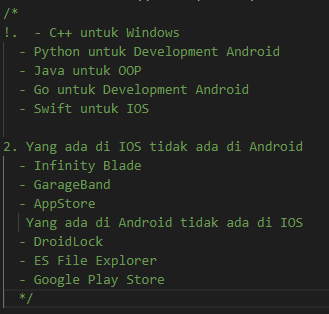 /*
!.  - C++ untuk Windows
- Python untuk Development Android
- Java untuk OOP
- Go untuk Development Android
- Swift untuk IOS
2. Yang ada di IOS tidak ada di Android
- Infinity Blade
- GarageBand
- AppStore
Yang ada di Android tidak ada di IOS
- DroidLock
- ES File Explorer
- Google Play Store
*/